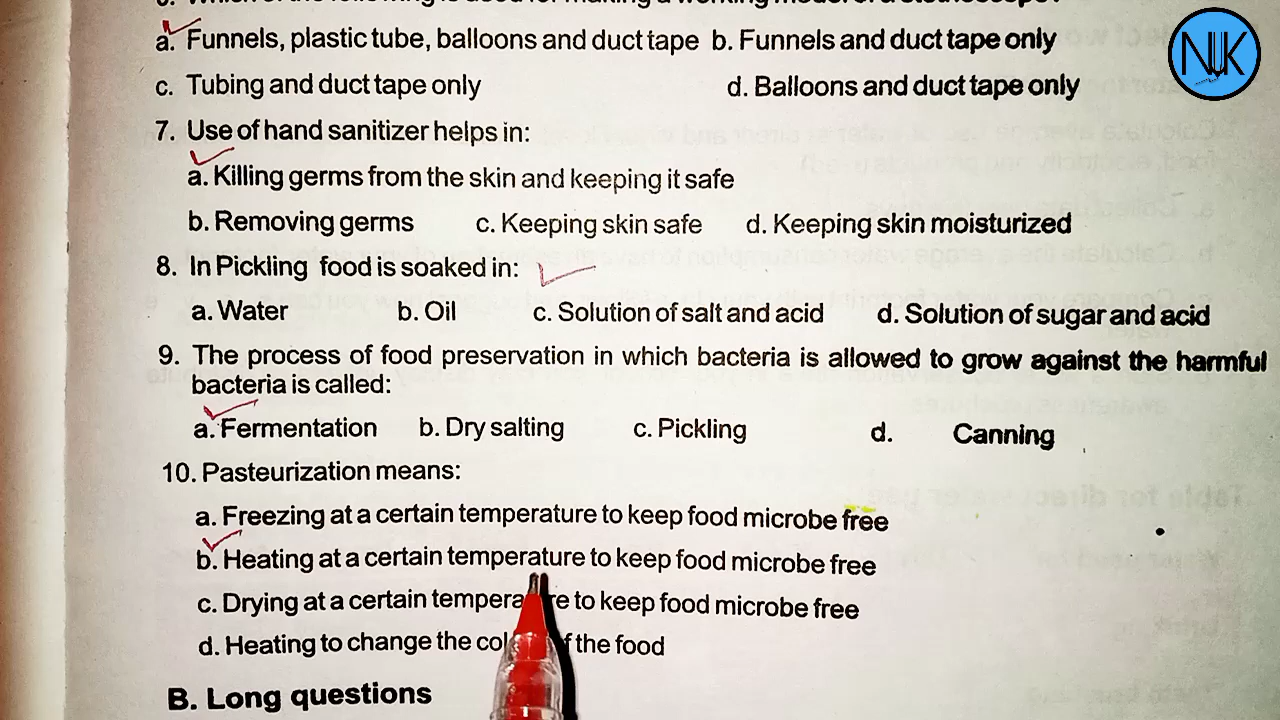 a. Funnels, plastic tube, balloons and duct tape b. Funnels and duct tape only
c. Tubing and duct tape only d. Balloons and duct tape only
7. Use of hand sanitizer helps in:
a. Killing germs from the skin and keeping it safe
b. Removing germs c. Keeping skin safe d. Keeping skin moisturized
8. In Pickling food is soaked in:
a. Water b. Oil c. Solution of salt and acid d. Solution of sugar and acid
9. The process of food preservation in which bacteria is allowed to grow against the harmful
bacteria is called:
a. Fermentation b. Dry salting c. Pickling d. Canning
10. Pasteurization means:
a. Freezing at a certain temperature to keep food microbe free
b. Heating at a certain temperature to keep food microbe free
c. Drying at a certain to keep food microbe free
d. Heating to change the the food
B. Long questions
NJK